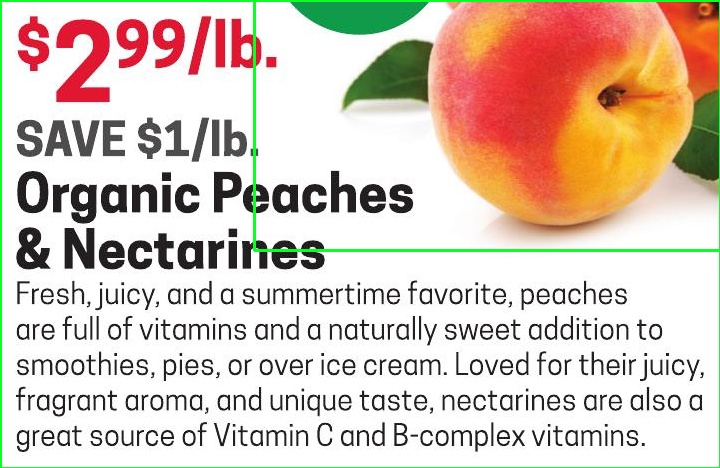 $2.99/lb.
SAVE $1/lb.
Organic Peaches
& Nectarines
Fresh, juicy, and a summertime favorite, peaches
are full of vitamins and a naturally sweet addition to
smoothies, pies, or over ice cream. Loved for their juicy,
fragrant aroma, and unique taste, nectarines are also a
great source of Vitamin C and B-complex vitamins.